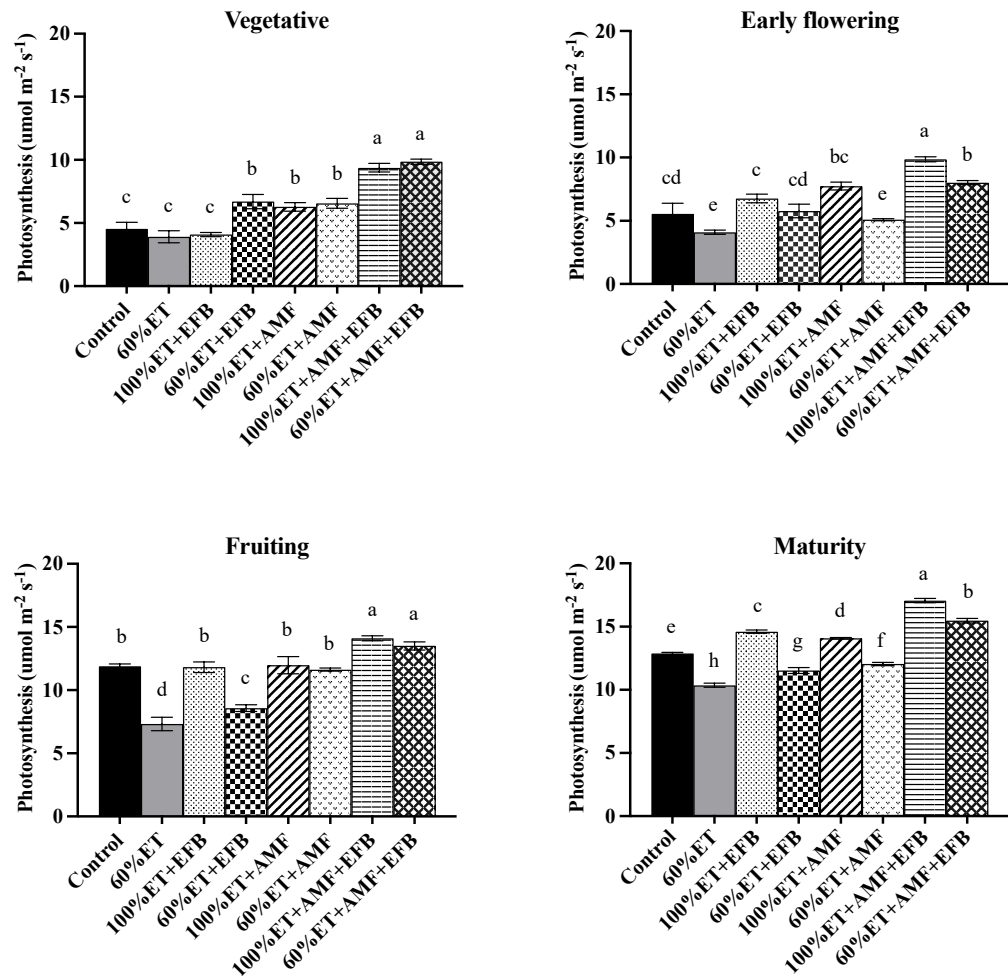 Vegetative
Photosynthesis (umol m⁻² s⁻¹)
20
15
10
5
0
c
c
c
b
b
b
a
a
Control
60%ET
100%ET+EFB
60%ET+EFB
100%ET+AMF
60%ET+AMF
100%ET+AMF+EFB
60%ET+AMF+EFB
Early flowering
Photosynthesis (umol m⁻² s⁻¹)
20
15
10
5
0
cd
e
c
cd
bc
e
a
b
Control
60%ET
100%ET+EFB
60%ET+EFB
100%ET+AMF
60%ET+AMF
100%ET+AMF+EFB
60%ET+AMF+EFB
Fruiting
Photosynthesis (umol m⁻² s⁻¹)
20
15
10
5
0
b
d
b
c
b
b
a
a
Control
60%ET
100%ET+EFB
60%ET+EFB
100%ET+AMF
60%ET+AMF
100%ET+AMF+EFB
60%ET+AMF+EFB
Maturity
Photosynthesis (umol m⁻² s⁻¹)
20
15
10
5
0
e
h
c
g
d
f
a
b
Control
60%ET
100%ET+EFB
60%ET+EFB
100%ET+AMF
60%ET+AMF
100%ET+AMF+EFB
60%ET+AMF+EFB